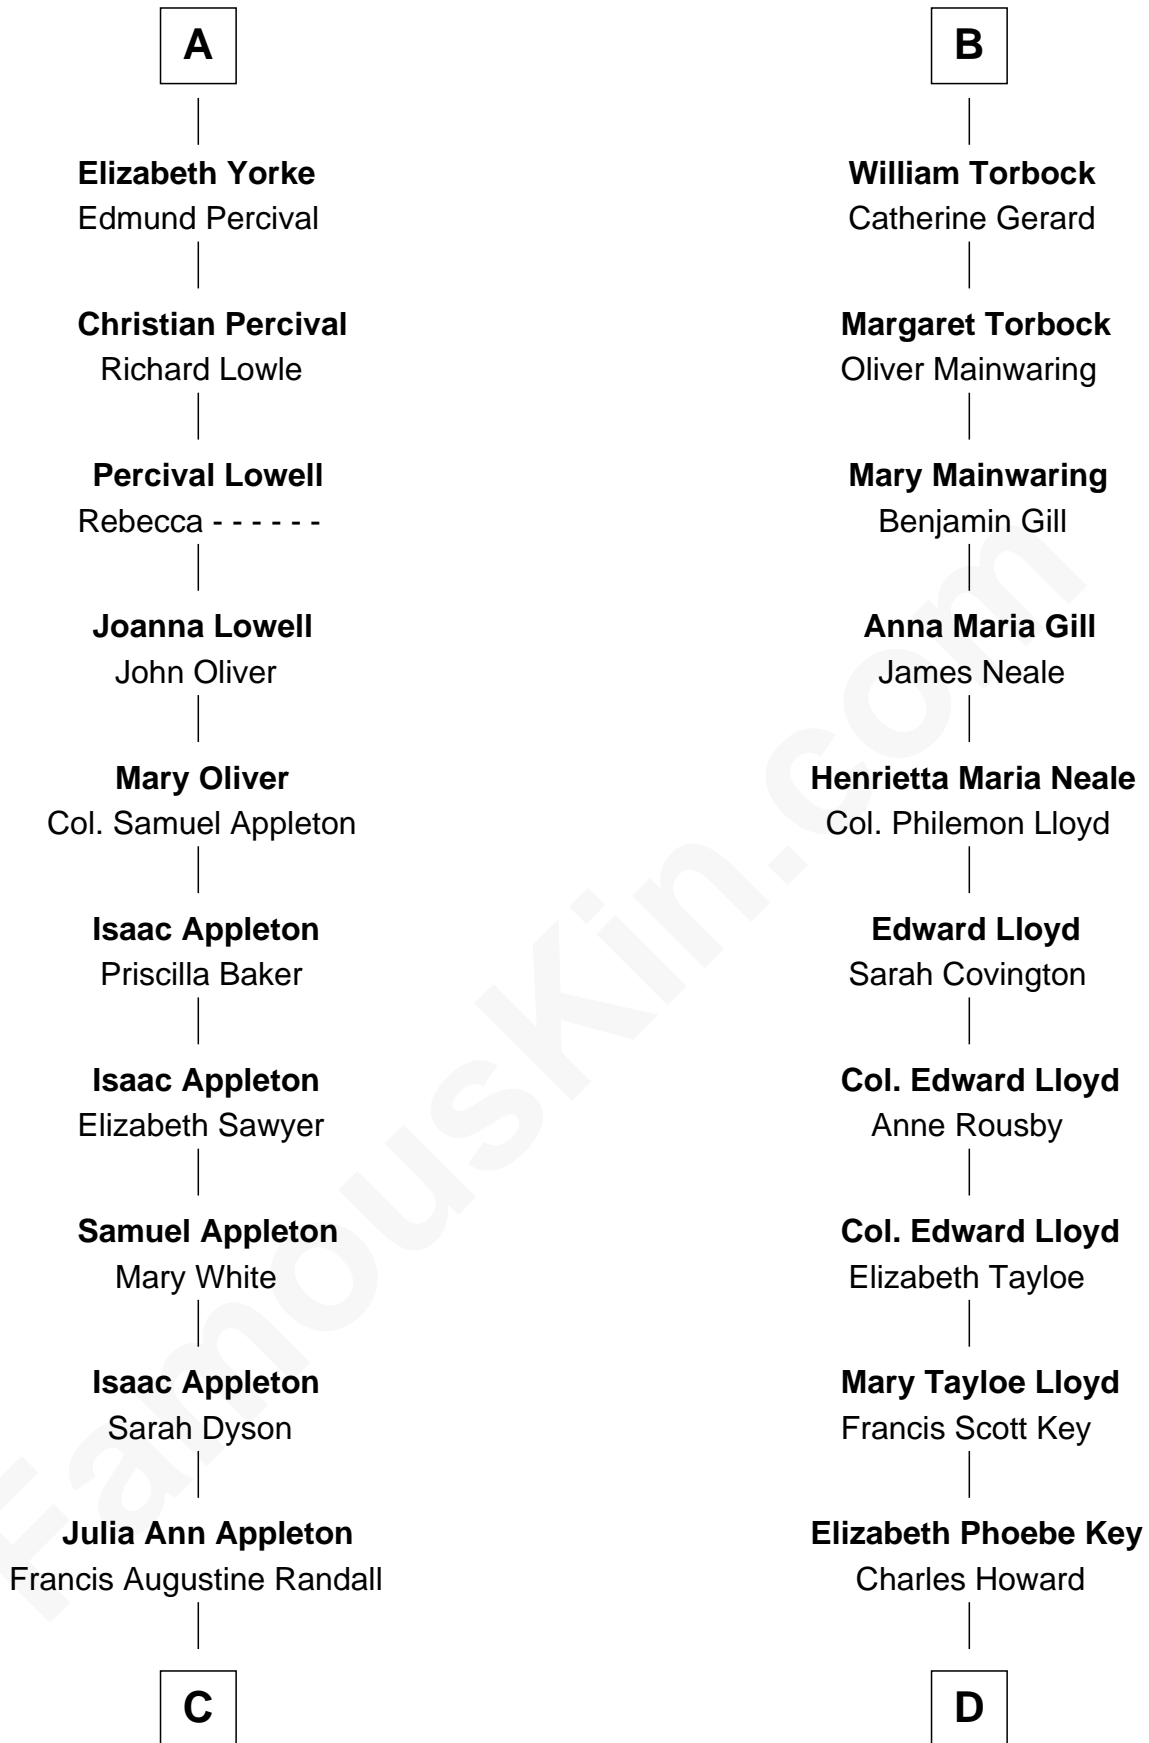 A
Elizabeth Yorke
Edmund Percival
Christian Percival
Richard Lowle
Percival Lowell
Rebecca - - - - - -
Joanna Lowell
John Oliver
Mary Oliver
Col. Samuel Appleton
Isaac Appleton
Priscilla Baker
Isaac Appleton
Elizabeth Sawyer
Samuel Appleton
Mary White
Isaac Appleton
Sarah Dyson
Julia Ann Appleton
Francis Augustine Randall
C
B
William Torbock
Catherine Gerard
Margaret Torbock
Oliver Mainwaring
Mary Mainwaring
Benjamin Gill
Anna Maria Gill
James Neale
Henrietta Maria Neale
Col. Philemon Lloyd
Edward Lloyd
Sarah Covington
Col. Edward Lloyd
Anne Rousby
Col. Edward Lloyd
Elizabeth Tayloe
Mary Tayloe Lloyd
Francis Scott Key
Elizabeth Phoebe Key
Charles Howard
D
FamousKin.com